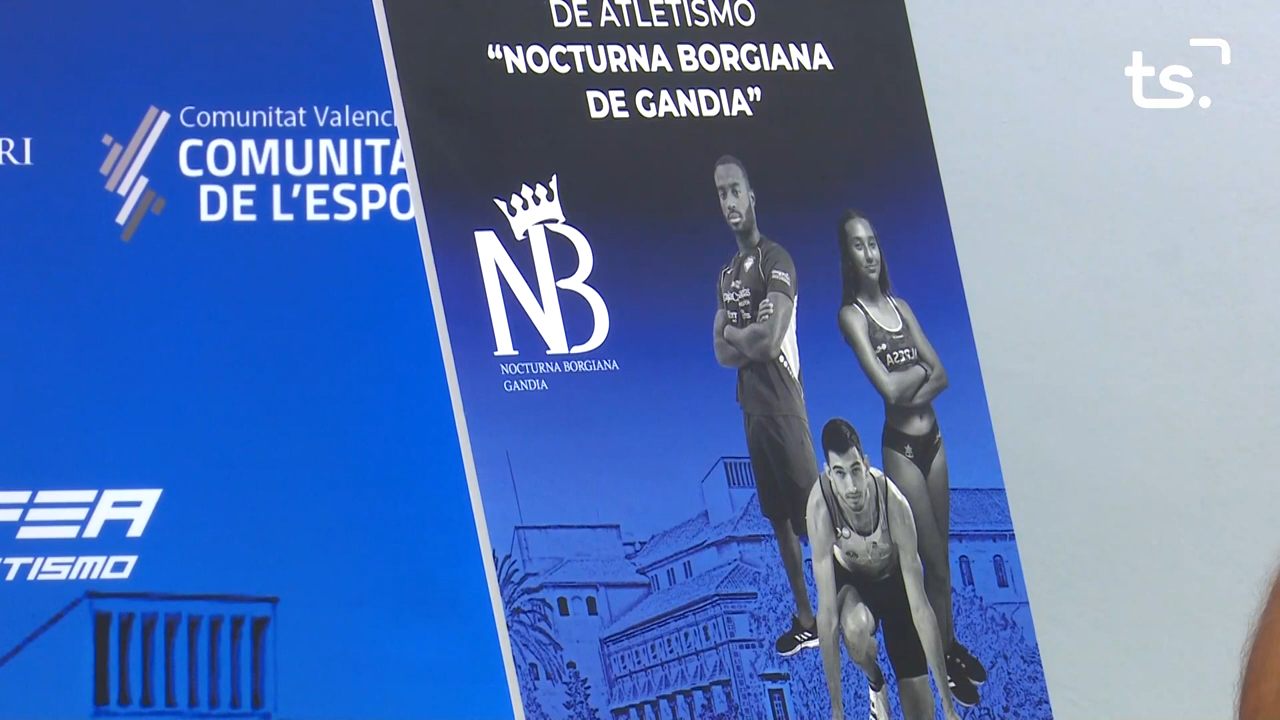 DE ATLETISMO
“NOCTURNA BORGIANA
DE GANDIA”
ts.
RI
Comunitat Valenci
COMUNITA
DE L’ESPO
NB
NOCTURNA BORGIANA
GANDIA
FEA
TISMO